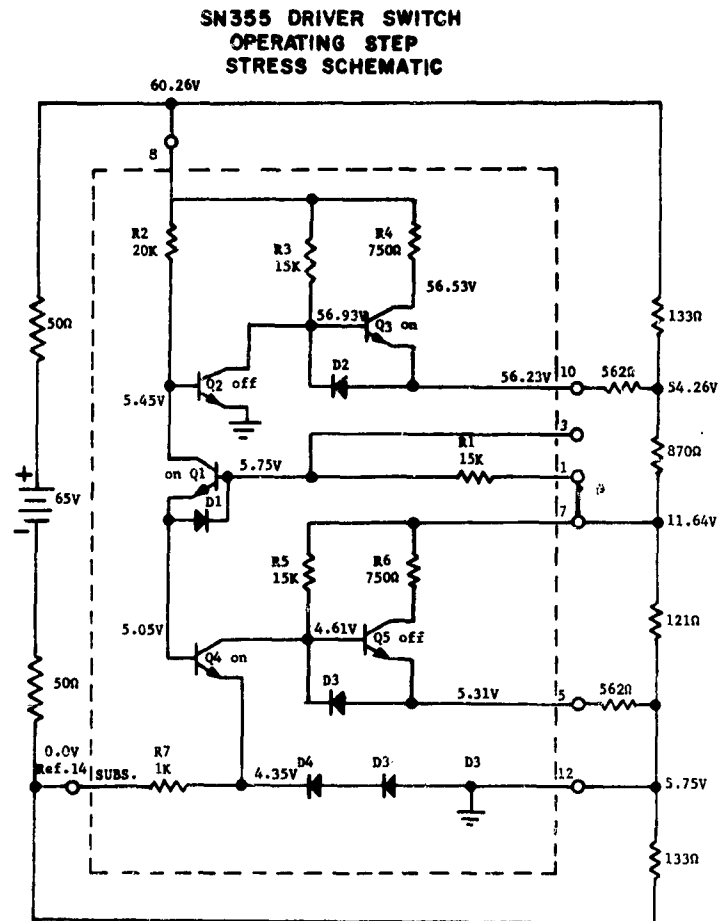 SN355 DRIVER SWITCH
OPERATING STEP
STRESS SCHEMATIC
60.26V
8
R2
20K
R3
15K
R4
750Ω
56.53V
50Ω
133Ω
56.93V
Q3 on
D2
Q2 off
56.23V
10
562Ω
54.26V
5.45V
3
870Ω
on Q1
5.75V
R1
15K
1
D1
+
65V
-
7
11.64V
R5
15K
R6
750Ω
121Ω
5.05V
4.61V
Q5 off
Q4 on
D3
5.31V
5
562Ω
50Ω
0.0V
Ref.14
SUBS.
R7
1K
4.35V
D4
D3
D3
12
5.75V
133Ω